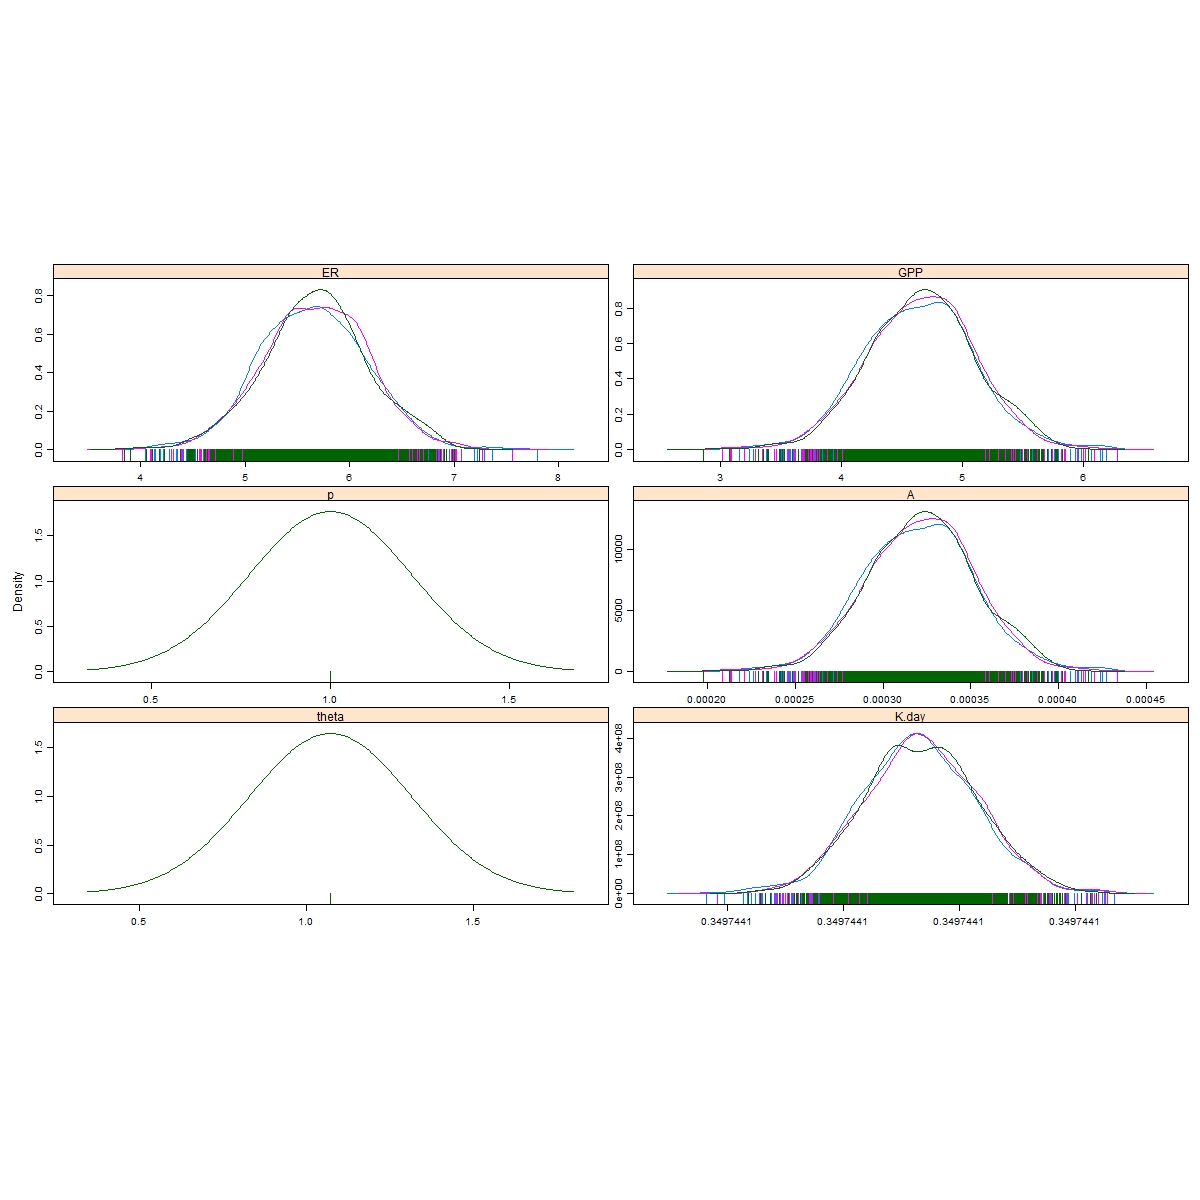 ER
0.0 0.2 0.4 0.6 0.8
4 5 6 7 8
GPP
0.0 0.2 0.4 0.6 0.8
3 4 5 6
Density
p
0.0 0.5 1.0 1.5
0.5 1.0 1.5
A
0 5000 10000
0.00020 0.00025 0.00030 0.00035 0.00040 0.00045
theta
0.0 0.5 1.0 1.5
0.5 1.0 1.5
K.day
0e+00 1e+08 2e+08 3e+08 4e+08
0.3497441 0.3497441 0.3497441 0.3497441